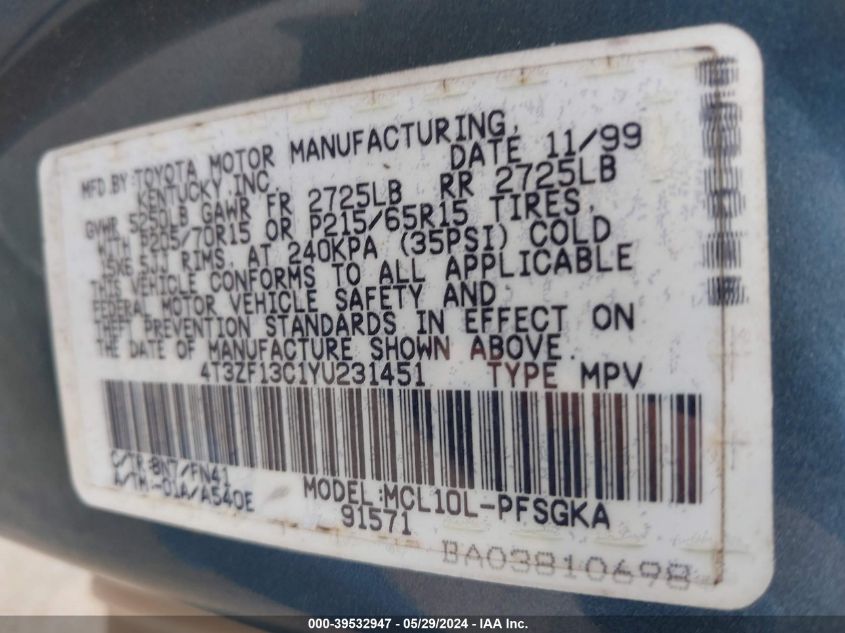 MFD.BY:TOYOTA MOTOR MANUFACTURING,
KENTUCKY,INC. DATE 11/99
GVWR 5250LB GAWR FR 2725LB RR 2725LB
WITH P205/70R15 OR P215/65R15 TIRES,
15X6.5JJ RIMS, AT 240KPA (35PSI) COLD
THIS VEHICLE CONFORMS TO ALL APPLICABLE
FEDERAL MOTOR VEHICLE SAFETY AND
THEFT PREVENTION STANDARDS IN EFFECT ON
THE DATE OF MANUFACTURE SHOWN ABOVE.
4T3ZF13C1YU231451 TYPE MPV
C/TR:8N7/FN41
A/TM:-01A/A540E
MODEL:MCL10L-PFSGKA
91571
BA03810698
000-39532947 - 05/29/2024 - IAA Inc.